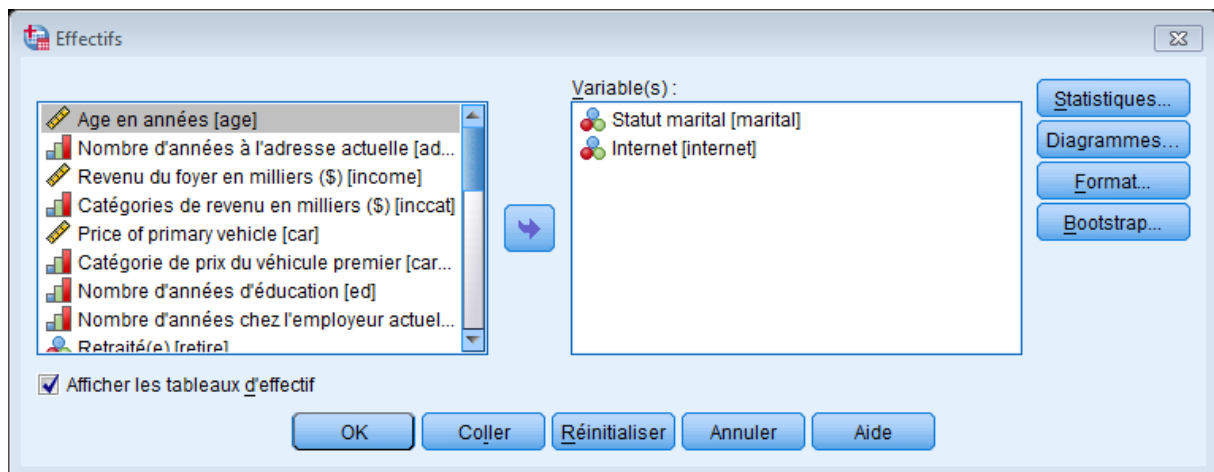 Effectifs
Variable(s) :
Age en années [age]
Nombre d'années à l'adresse actuelle [ad...
Revenu du foyer en milliers ($) [income]
Catégories de revenu en milliers ($) [inccat]
Price of primary vehicle [car]
Catégorie de prix du véhicule premier [car...
Nombre d'années d'éducation [ed]
Nombre d'années chez l'employeur actuel...
Retraité(e) [retire]
Statut marital [marital]
Internet [internet]
Statistiques...
Diagrammes...
Format...
Bootstrap...
Afficher les tableaux d'effectif
OK Coller Réinitialiser Annuler Aide